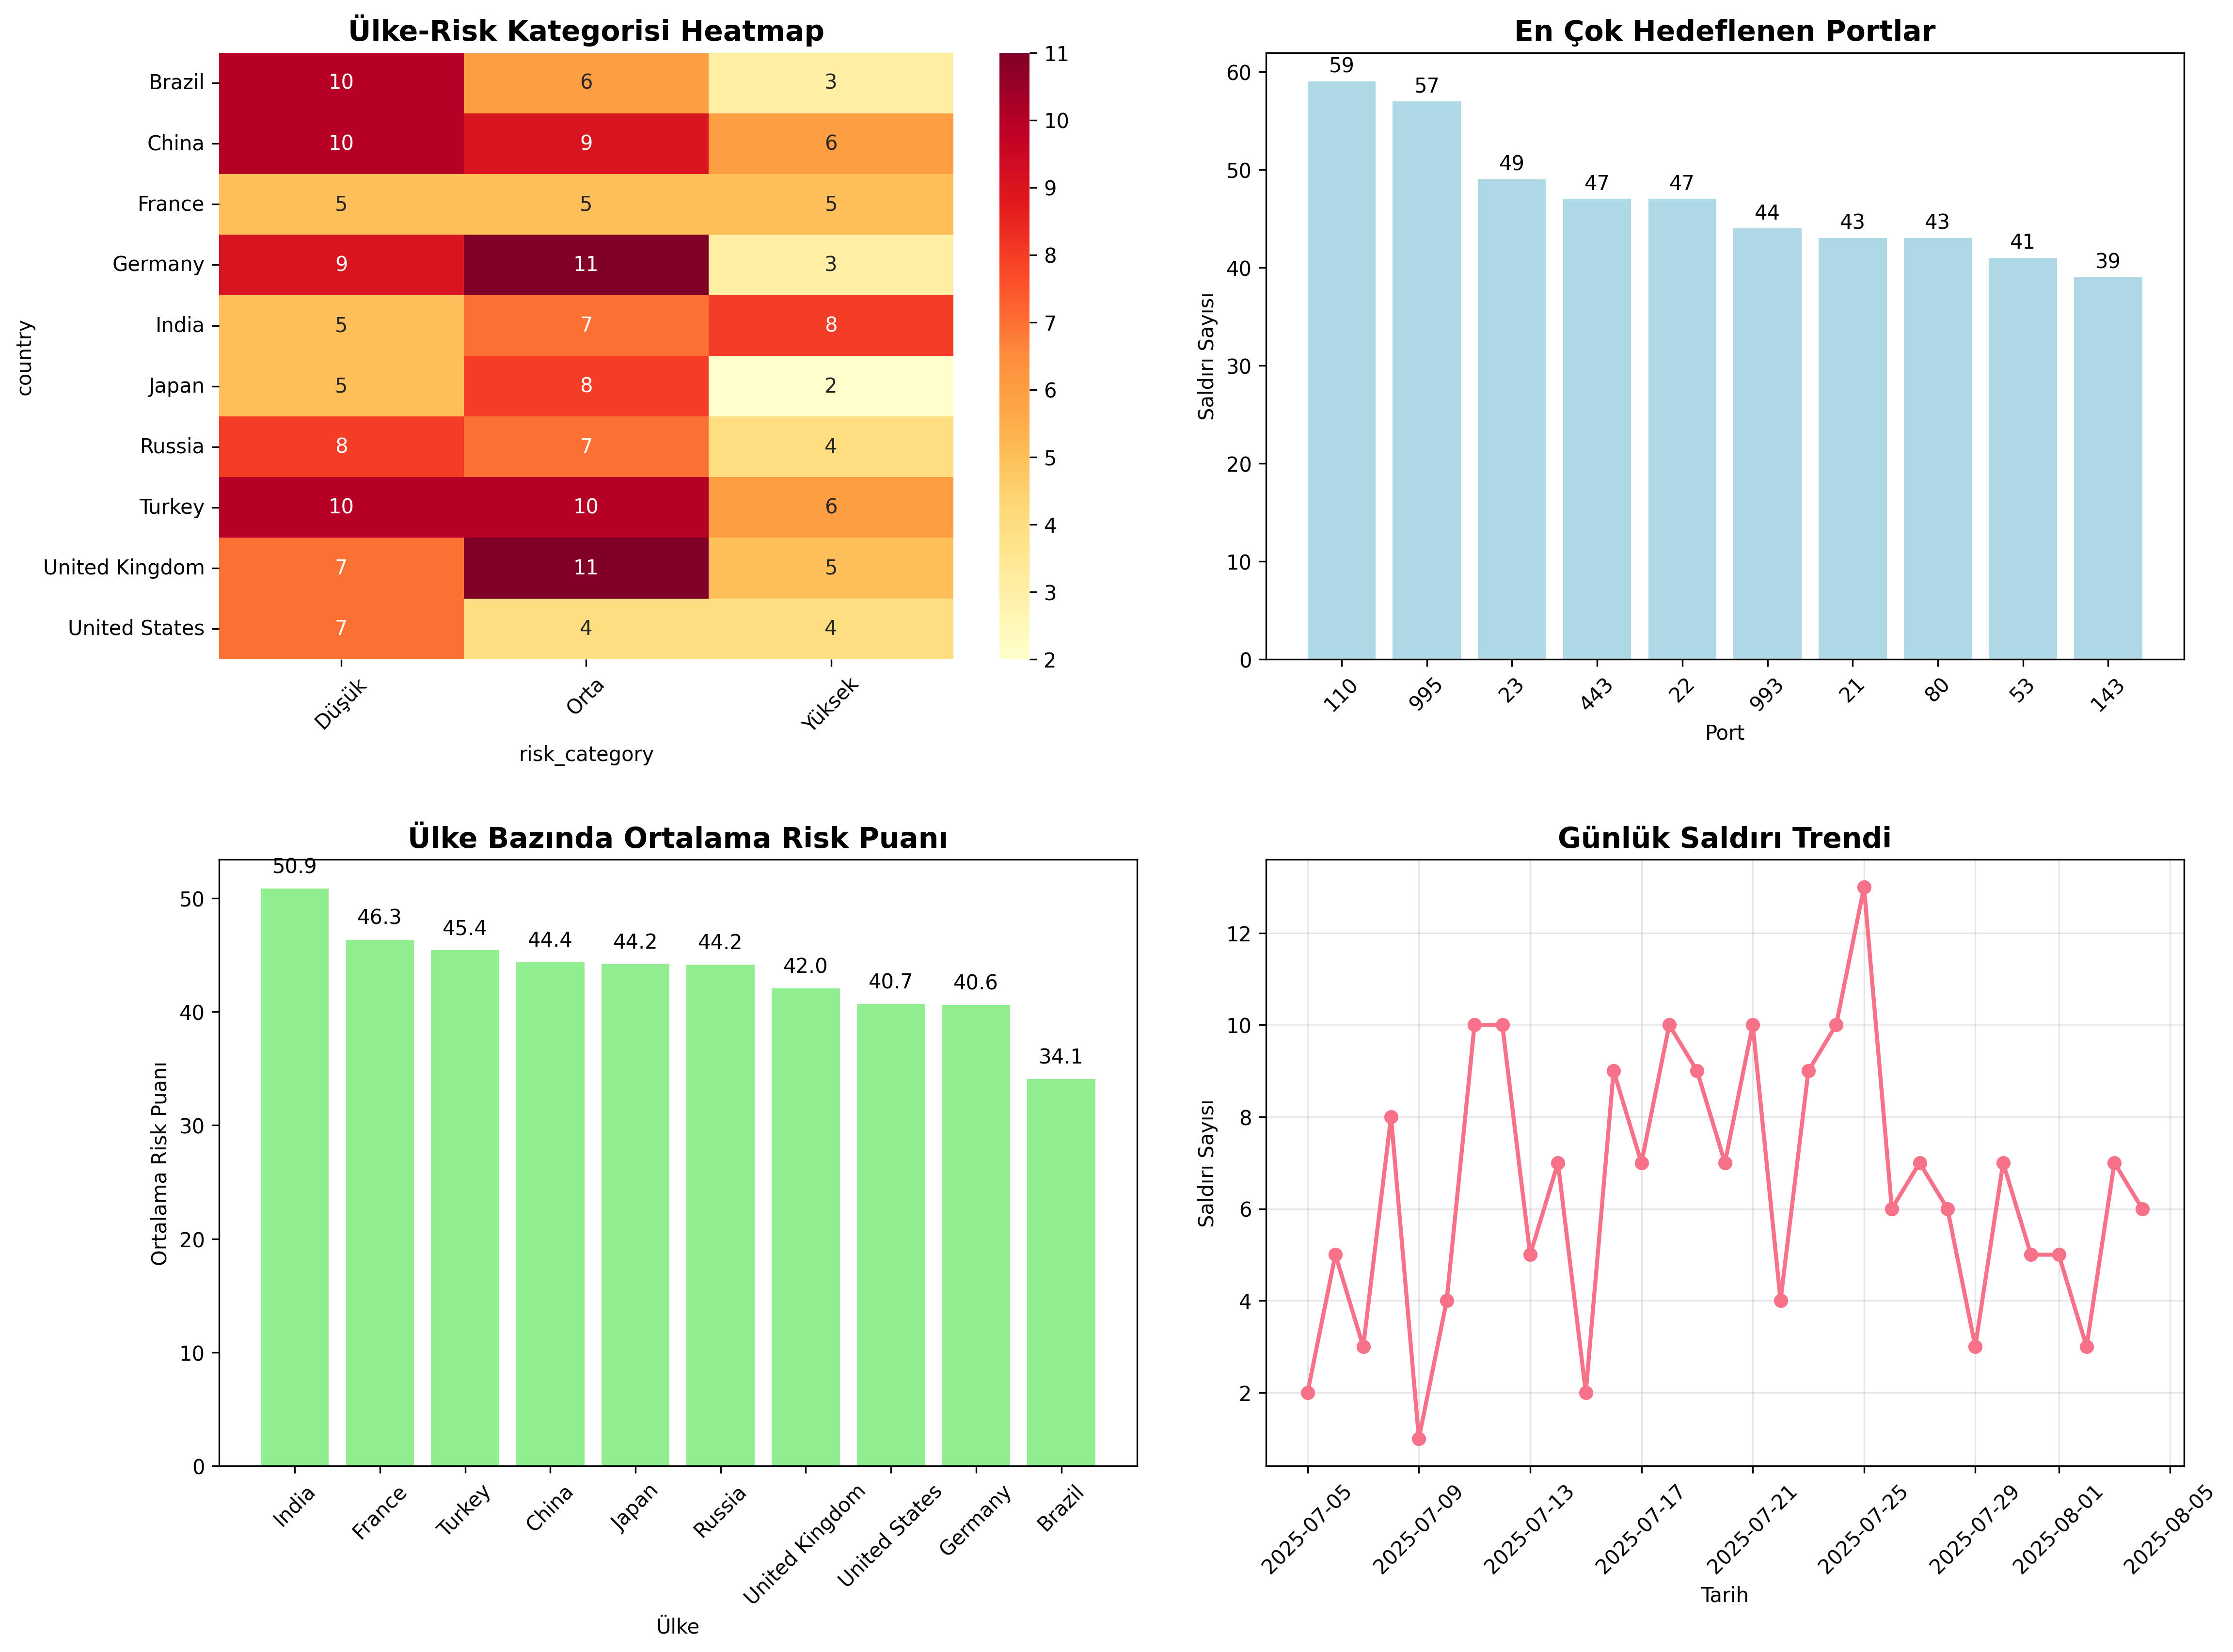 Ülke-Risk Kategorisi Heatmap
country
Brazil 10 6 3
China 10 9 6
France 5 5 5
Germany 9 11 3
India 5 7 8
Japan 5 8 2
Russia 8 7 4
Turkey 10 10 6
United Kingdom 7 11 5
United States 7 4 4
Düşük Orta Yüksek
risk_category
11
10
9
8
7
6
5
4
3
2
En Çok Hedeflenen Portlar
Saldırı Sayısı
60
50
40
30
20
10
0
59 57 49 47 47 44 43 43 41 39
110 995 23 443 22 993 21 80 53 143
Port
Ülke Bazında Ortalama Risk Puanı
Ortalama Risk Puanı
50
40
30
20
10
0
50.9 46.3 45.4 44.4 44.2 44.2 42.0 40.7 40.6 34.1
India France Turkey China Japan Russia United Kingdom United States Germany Brazil
Ülke
Günlük Saldırı Trendi
Saldırı Sayısı
12
10
8
6
4
2
2025-07-05 2025-07-09 2025-07-13 2025-07-17 2025-07-21 2025-07-25 2025-07-29 2025-08-01 2025-08-05
Tarih